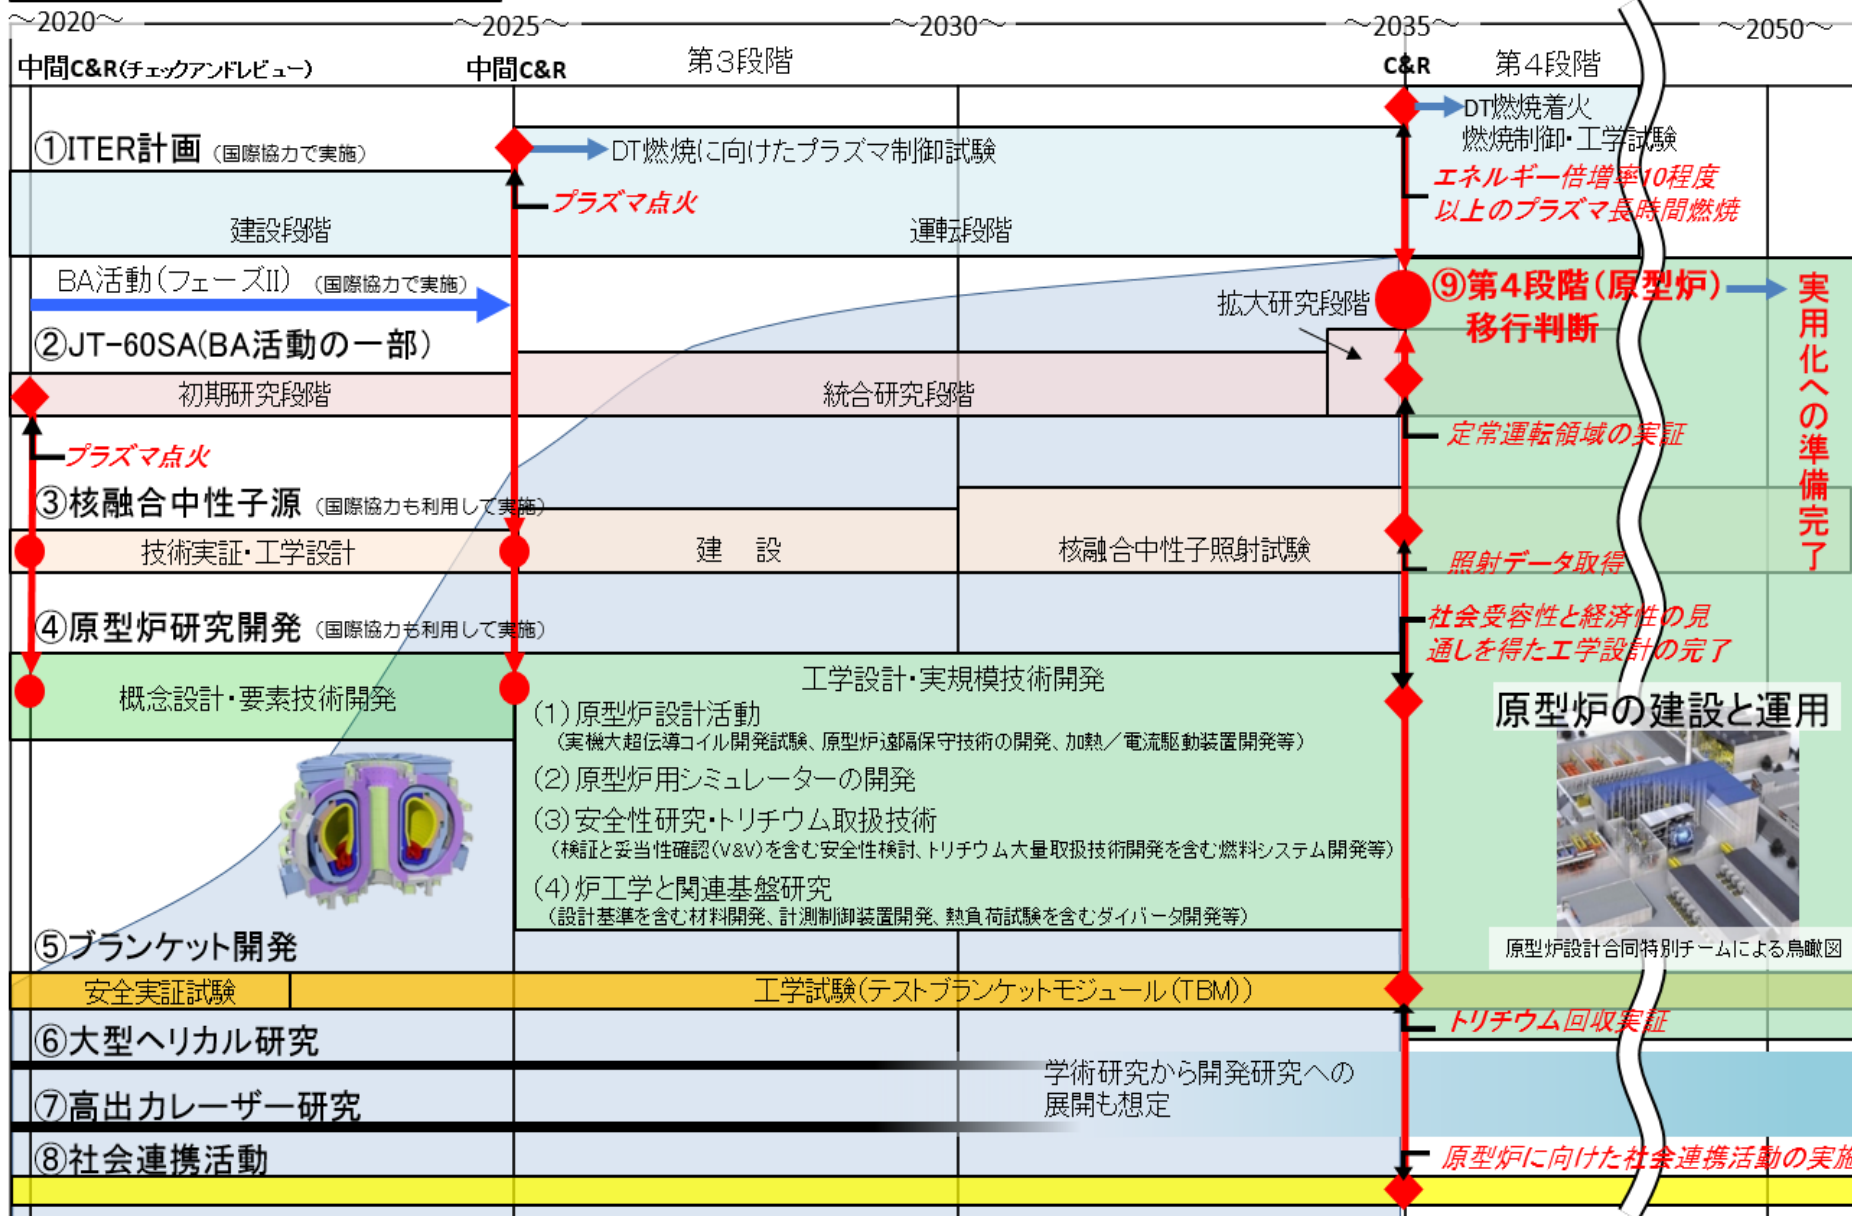 ～2020～
～2025～
～2030～
～2035～
～2050～
中間C&R(チェックアンドレビュー)
中間C&R
第3段階
C&R
第4段階
①ITER計画 (国際協力で実施)
DT燃焼に向けたプラズマ制御試験
DT燃焼着火
燃焼制御・工学試験
プラズマ点火
エネルギー倍増率10程度
以上のプラズマ長時間燃焼
建設段階
運転段階
BA活動(フェーズII) (国際協力で実施)
拡大研究段階
⑨第4段階(原型炉)
移行判断
実用化への準備完了
②JT-60SA(BA活動の一部)
初期研究段階
統合研究段階
定常運転領域の実証
プラズマ点火
③核融合中性子源 (国際協力も利用して実施)
技術実証・工学設計
建 設
核融合中性子照射試験
照射データ取得
④原型炉研究開発 (国際協力も利用して実施)
社会受容性と経済性の見
通しを得た工学設計の完了
概念設計・要素技術開発
工学設計・実規模技術開発
(1)原型炉設計活動
(実機大超伝導コイル開発試験、原型炉遠隔保守技術の開発、加熱／電流駆動装置開発等)
(2)原型炉用シミュレーターの開発
(3)安全性研究・トリチウム取扱技術
(検証と妥当性確認(V&V)を含む安全性検討、トリチウム大量取扱技術開発を含む燃料システム開発等)
(4)炉工学と関連基盤研究
(設計基準を含む材料開発、計測制御装置開発、熱負荷試験を含むダイバータ開発等)
原型炉の建設と運用
原型炉設計合同特別チームによる鳥瞰図
⑤ブランケット開発
安全実証試験
工学試験(テストブランケットモジュール(TBM))
トリチウム回収実証
⑥大型ヘリカル研究
学術研究から開発研究への
展開も想定
⑦高出力レーザー研究
⑧社会連携活動
原型炉に向けた社会連携活動の実施